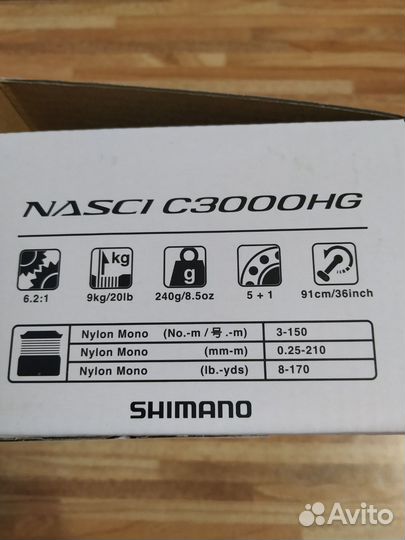 NASCI C3000HG
kg g
6.2:1 9kg/20lb 240g/8.5oz 5 + 1 91cm/36inch
Nylon Mono (No.-m / 号.-m) 3-150
Nylon Mono (mm-m) 0.25-210
Nylon Mono (lb.-yds) 8-170
SHIMANO
Avito